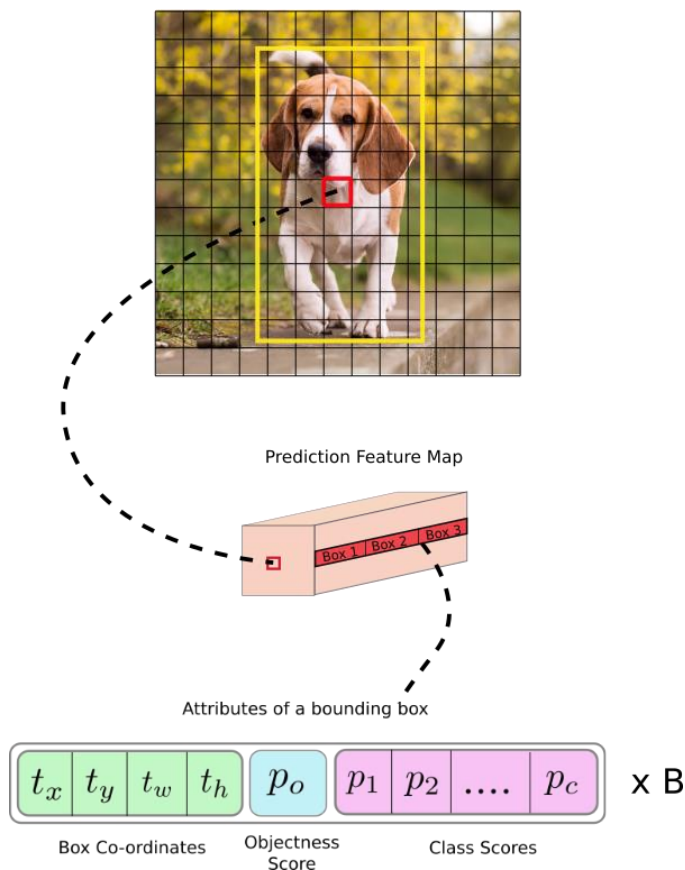 Prediction Feature Map
Box 1 Box 2 Box 3
Attributes of a bounding box
t_x t_y t_w t_h p_o p_1 p_2 .... p_c x B
Box Co-ordinates Objectness Score Class Scores